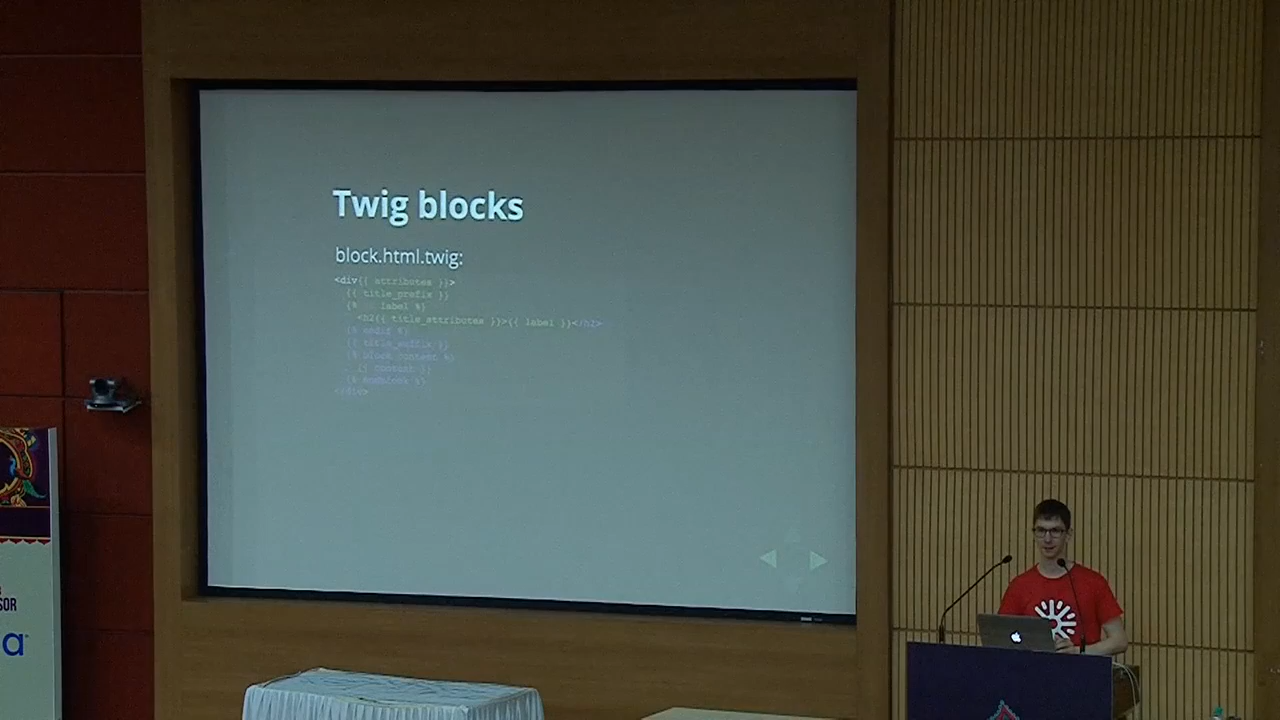 Twig blocks
block.html.twig:
<div{{ attributes }}>
{{ title_prefix }}
{% label %}
<h2{{ title_attributes }}>{{ label }}</h2>
{% endif %}
{{ title_suffix }}
{% block content %}
{{ content }}
{% endblock %}
</div>
SOR
a